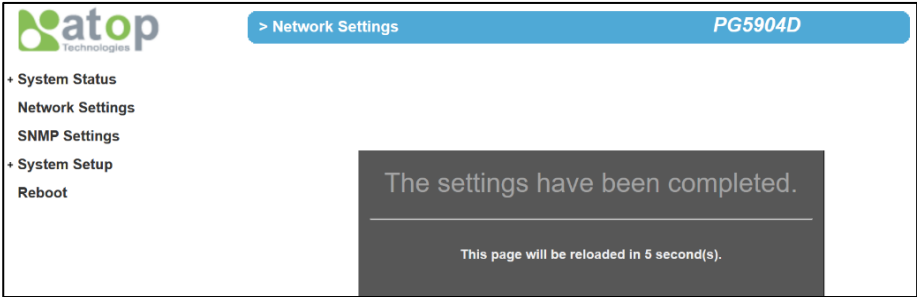 atop
Technologies
> Network Settings
PG5904D
+ System Status
Network Settings
SNMP Settings
+ System Setup
Reboot
The settings have been completed.
This page will be reloaded in 5 second(s).